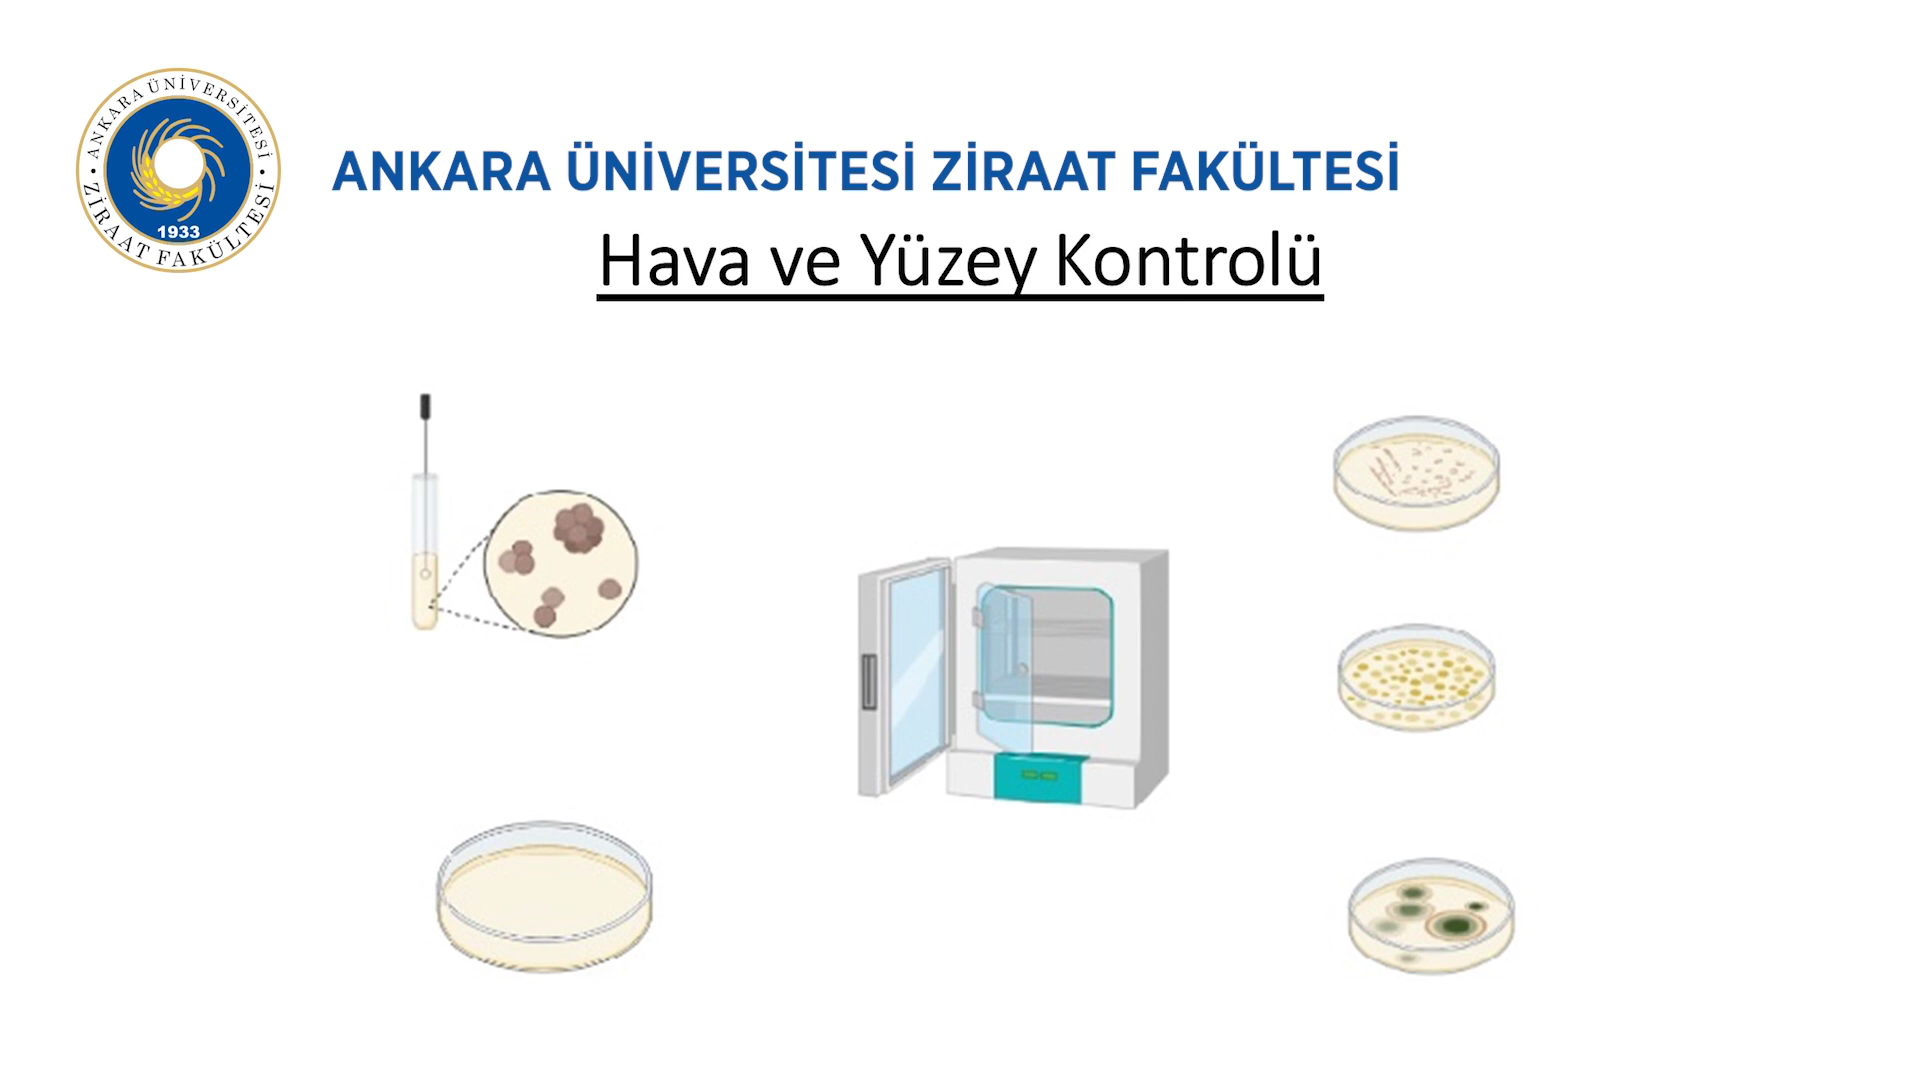 ANKARA ÜNİVERSİTESİ
ZİRAAT FAKÜLTESİ
1933
ANKARA ÜNİVERSİTESİ ZİRAAT FAKÜLTESİ
Hava ve Yüzey Kontrolü